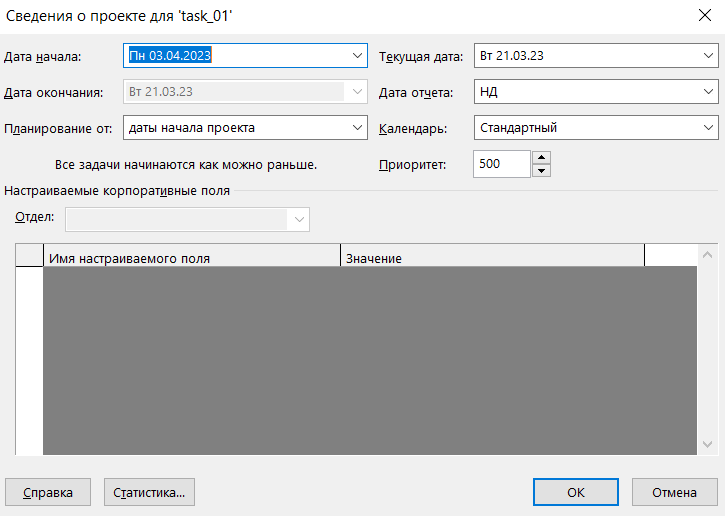 Сведения о проекте для 'task_01'
Дата начала: Пн 03.04.2023 Текущая дата: Вт 21.03.23
Дата окончания: Вт 21.03.23 Дата отчета: НД
Планирование от: даты начала проекта Календарь: Стандартный
Все задачи начинаются как можно раньше. Приоритет: 500
Настраиваемые корпоративные поля
Отдел:
Имя настраиваемого поля Значение
Справка Статистика... ОК Отмена